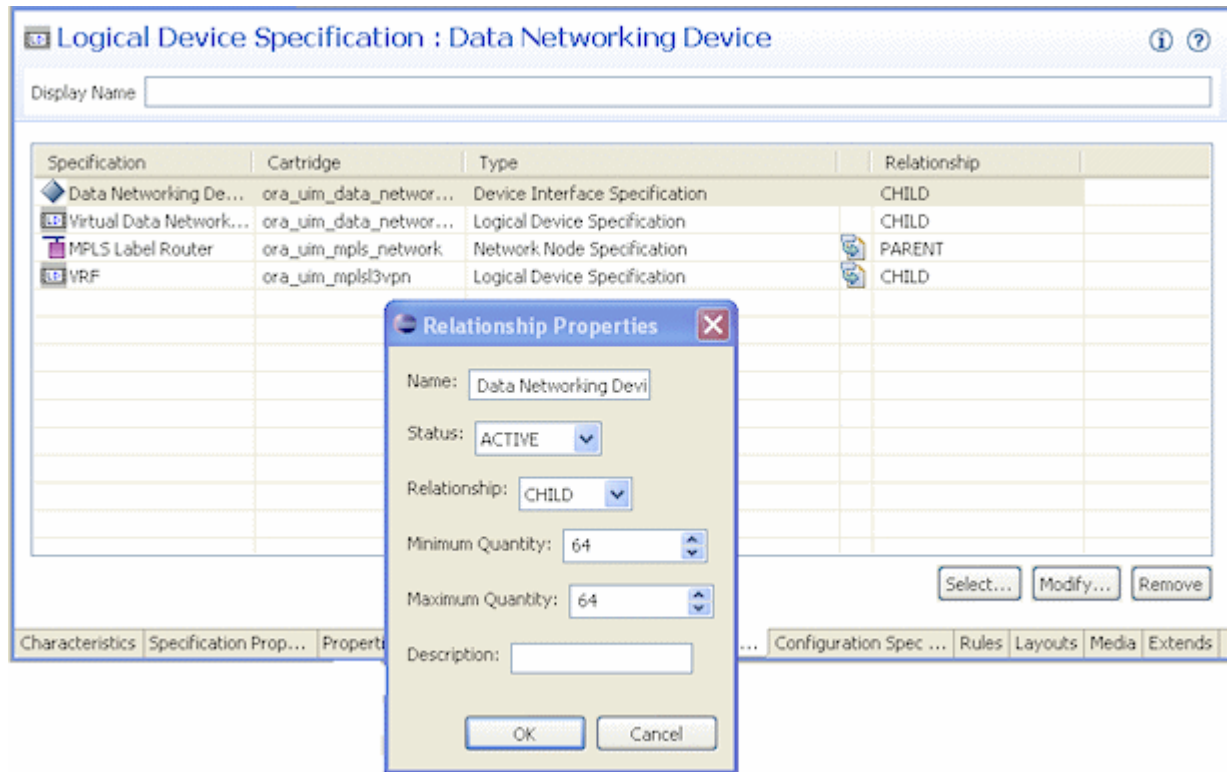 Logical Device Specification : Data Networking Device
Display Name
Specification Cartridge Type Relationship
Data Networking De... ora_uim_data_networ... Device Interface Specification CHILD
Virtual Data Network... ora_uim_data_networ... Logical Device Specification CHILD
MPLS Label Router ora_uim_mpls_network Network Node Specification PARENT
VRF ora_uim_mplsl3vpn Logical Device Specification CHILD
Relationship Properties
Name: Data Networking Devi
Status: ACTIVE
Relationship: CHILD
Minimum Quantity: 64
Maximum Quantity: 64
Description:
OK Cancel
Select... Modify... Remove
Characteristics Specification Prop... ... Configuration Spec ... Rules Layouts Media Extends